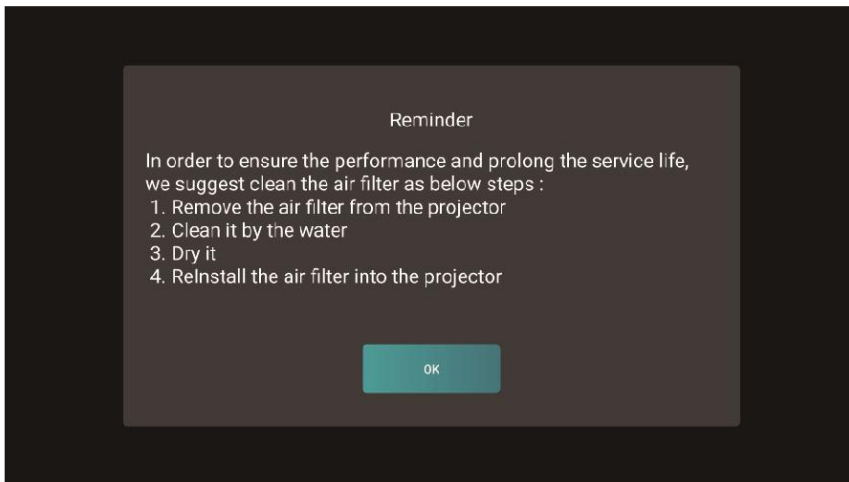 Reminder
In order to ensure the performance and prolong the service life,
we suggest clean the air filter as below steps :
1. Remove the air filter from the projector
2. Clean it by the water
3. Dry it
4. ReInstall the air filter into the projector
OK